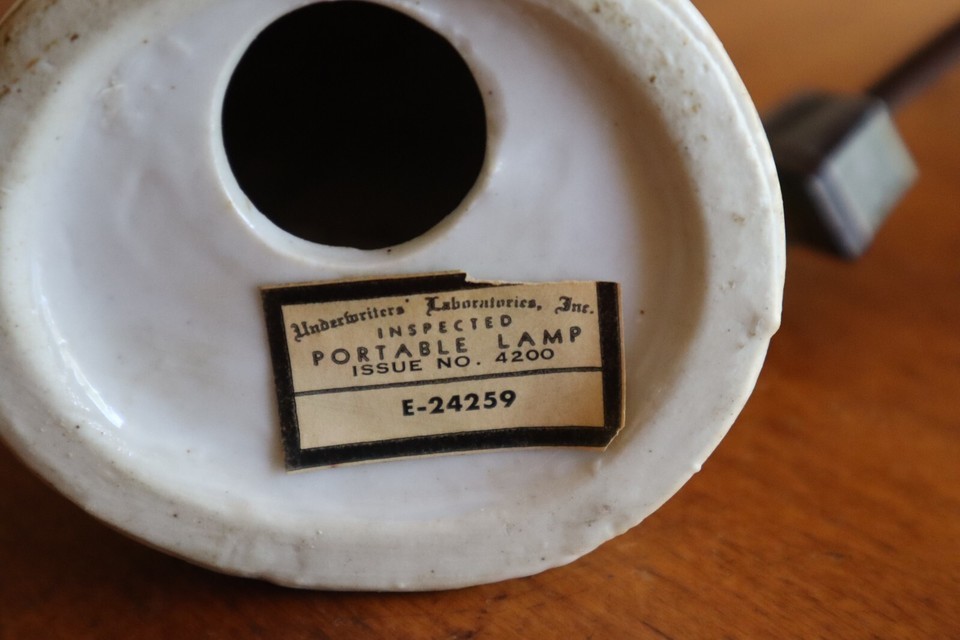 Underwriters' Laboratories, Inc.
INSPECTED
PORTABLE LAMP
ISSUE NO. 4200
E-24259